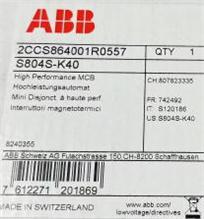 ABB
2CCS864001R0557
QTY 1
S804S-K40
High Performance MCB
Hochleistungsautomat
Mini Disjonct. à haute perf.
Interruttori magnetotermici
CH:807823335
FR: 742492
IT: S120186
US:S804S-K40
8240355
ABB Schweiz AG Fulachstrasse 150,CH-8200 Schaffhausen
7 612271 201869
MADE IN SWITZERLAND
www.abb.com/
lowvoltage/directories